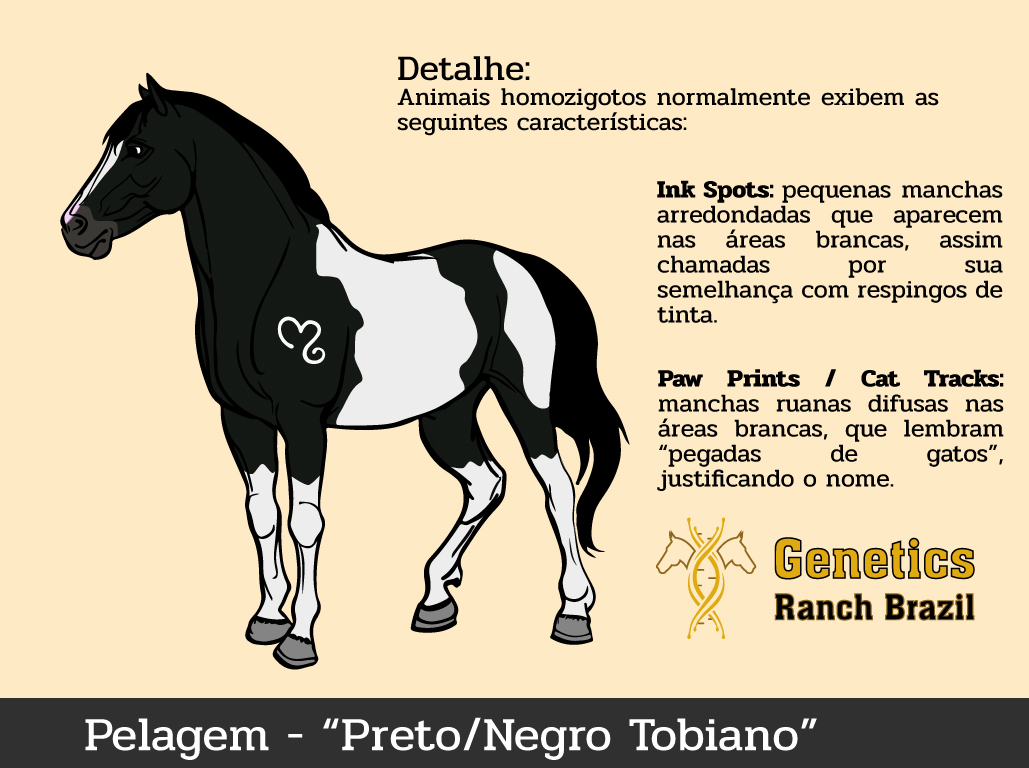 Detalhe:
Animais homozigotos normalmente exibem as
seguintes características:
Ink Spots: pequenas manchas
arredondadas que aparecem
nas áreas brancas, assim
chamadas por sua
semelhança com respingos de
tinta.
Paw Prints / Cat Tracks:
manchas ruanas difusas nas
áreas brancas, que lembram
“pegadas de gatos”,
justificando o nome.
Genetics
Ranch Brazil
Pelagem - “Preto/Negro Tobiano”